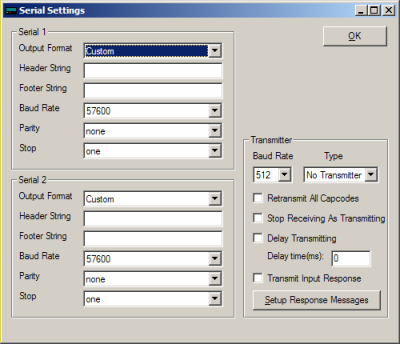 Serial Settings
Serial 1
Output Format Custom
Header String
Footer String
Baud Rate 57600
Parity none
Stop one
OK
Serial 2
Output Format Custom
Header String
Footer String
Baud Rate 57600
Parity none
Stop one
Transmitter
Baud Rate Type
512 No Transmitter
Retransmit All Capcodes
Stop Receiving As Transmitting
Delay Transmitting
Delay time(ms): 0
Transmit Input Response
Setup Response Messages